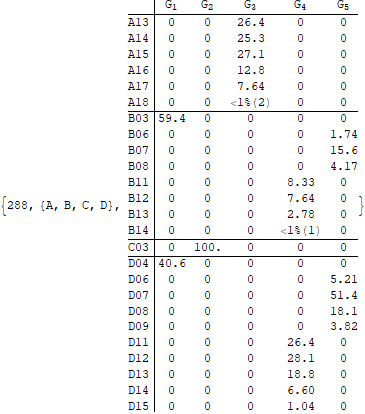 G1 G2 G3 G4 G5
A13 0 0 26.4 0 0
A14 0 0 25.3 0 0
A15 0 0 27.1 0 0
A16 0 0 12.8 0 0
A17 0 0 7.64 0 0
A18 0 0 <1%(2) 0 0
B03 59.4 0 0 0 0
B06 0 0 0 0 1.74
B07 0 0 0 0 15.6
B08 0 0 0 0 4.17
B11 0 0 0 8.33 0
{288, {A, B, C, D}, B12 0 0 0 7.64 0 }
B13 0 0 0 2.78 0
B14 0 0 0 <1%(1) 0
C03 0 100. 0 0 0
D04 40.6 0 0 0 0
D06 0 0 0 0 5.21
D07 0 0 0 0 51.4
D08 0 0 0 0 18.1
D09 0 0 0 0 3.82
D11 0 0 0 26.4 0
D12 0 0 0 28.1 0
D13 0 0 0 18.8 0
D14 0 0 0 6.60 0
D15 0 0 0 1.04 0